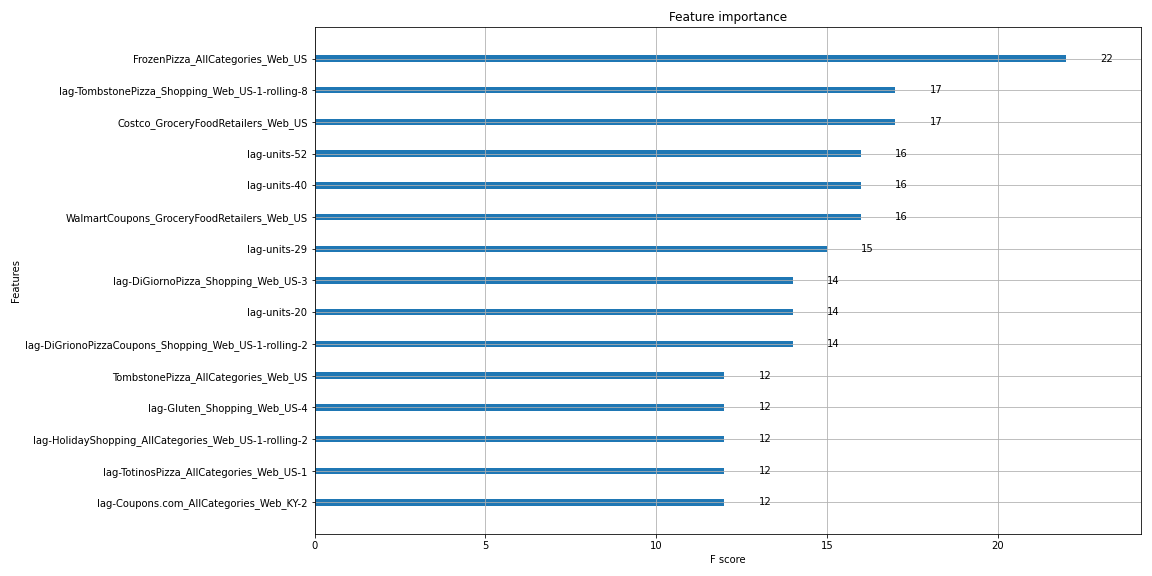 Feature importance
Features
FrozenPizza_AllCategories_Web_US 22
lag-TombstonePizza_Shopping_Web_US-1-rolling-8 17
Costco_GroceryFoodRetailers_Web_US 17
lag-units-52 16
lag-units-40 16
WalmartCoupons_GroceryFoodRetailers_Web_US 16
lag-units-29 15
lag-DiGiornoPizza_Shopping_Web_US-3 14
lag-units-20 14
lag-DiGrionoPizzaCoupons_Shopping_Web_US-1-rolling-2 14
TombstonePizza_AllCategories_Web_US 12
lag-Gluten_Shopping_Web_US-4 12
lag-HolidayShopping_AllCategories_Web_US-1-rolling-2 12
lag-TotinosPizza_AllCategories_Web_US-1 12
lag-Coupons.com_AllCategories_Web_KY-2 12
0 5 10 15 20
F score